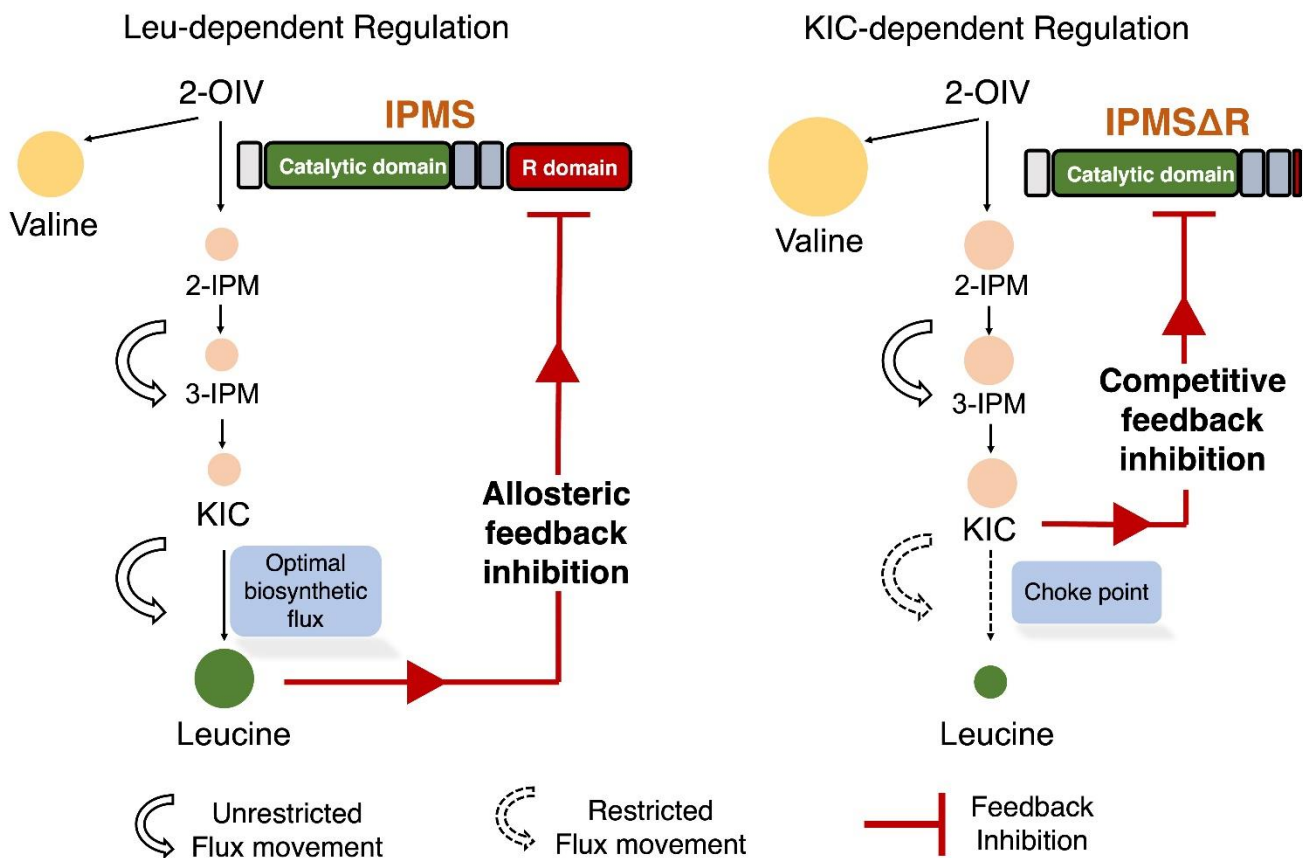 Leu-dependent Regulation
2-OIV
IPMS
Catalytic domain
R domain
Valine
2-IPM
3-IPM
KIC
Optimal
biosynthetic
flux
Allosteric
feedback
inhibition
Leucine
KIC-dependent Regulation
2-OIV
IPMSΔR
Catalytic domain
Valine
2-IPM
3-IPM
KIC
Competitive
feedback
inhibition
Choke point
Leucine
Unrestricted
Flux movement
Restricted
Flux movement
Feedback
Inhibition